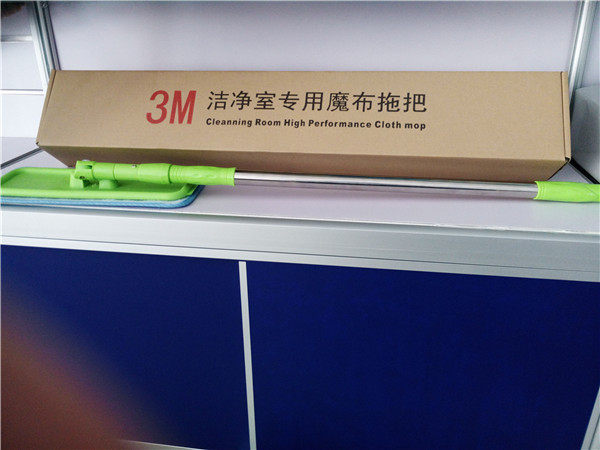 3M 洁净室专用魔布拖把
Cleanning Room High Performance Cloth mop